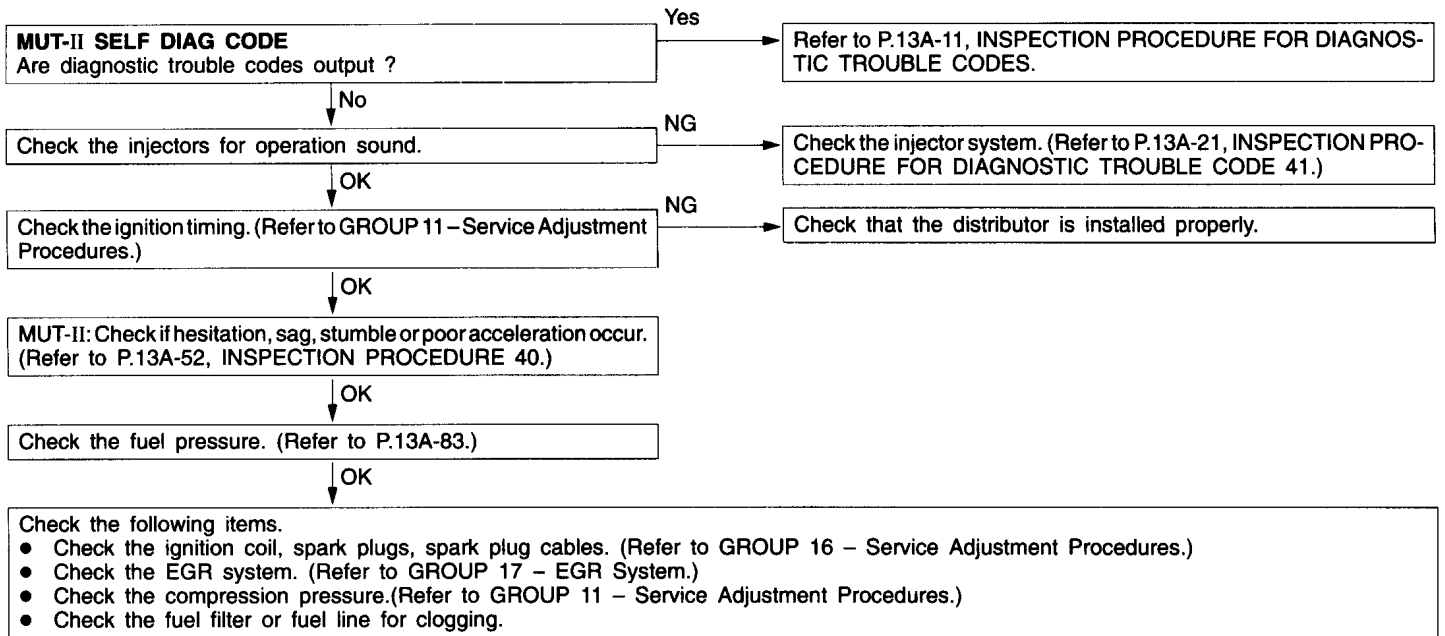 Yes
MUT-II SELF DIAG CODE
Are diagnostic trouble codes output ?
Refer to P.13A-11, INSPECTION PROCEDURE FOR DIAGNOS-
TIC TROUBLE CODES.
No
NG
Check the injectors for operation sound.
Check the injector system. (Refer to P.13A-21, INSPECTION PRO-
CEDURE FOR DIAGNOSTIC TROUBLE CODE 41.)
OK
NG
Check the ignition timing. (Refer to GROUP 11 – Service Adjustment
Procedures.)
Check that the distributor is installed properly.
OK
MUT-II: Check if hesitation, sag, stumble or poor acceleration occur.
(Refer to P.13A-52, INSPECTION PROCEDURE 40.)
OK
Check the fuel pressure. (Refer to P.13A-83.)
OK
Check the following items.
● Check the ignition coil, spark plugs, spark plug cables. (Refer to GROUP 16 – Service Adjustment Procedures.)
● Check the EGR system. (Refer to GROUP 17 – EGR System.)
● Check the compression pressure.(Refer to GROUP 11 – Service Adjustment Procedures.)
● Check the fuel filter or fuel line for clogging.